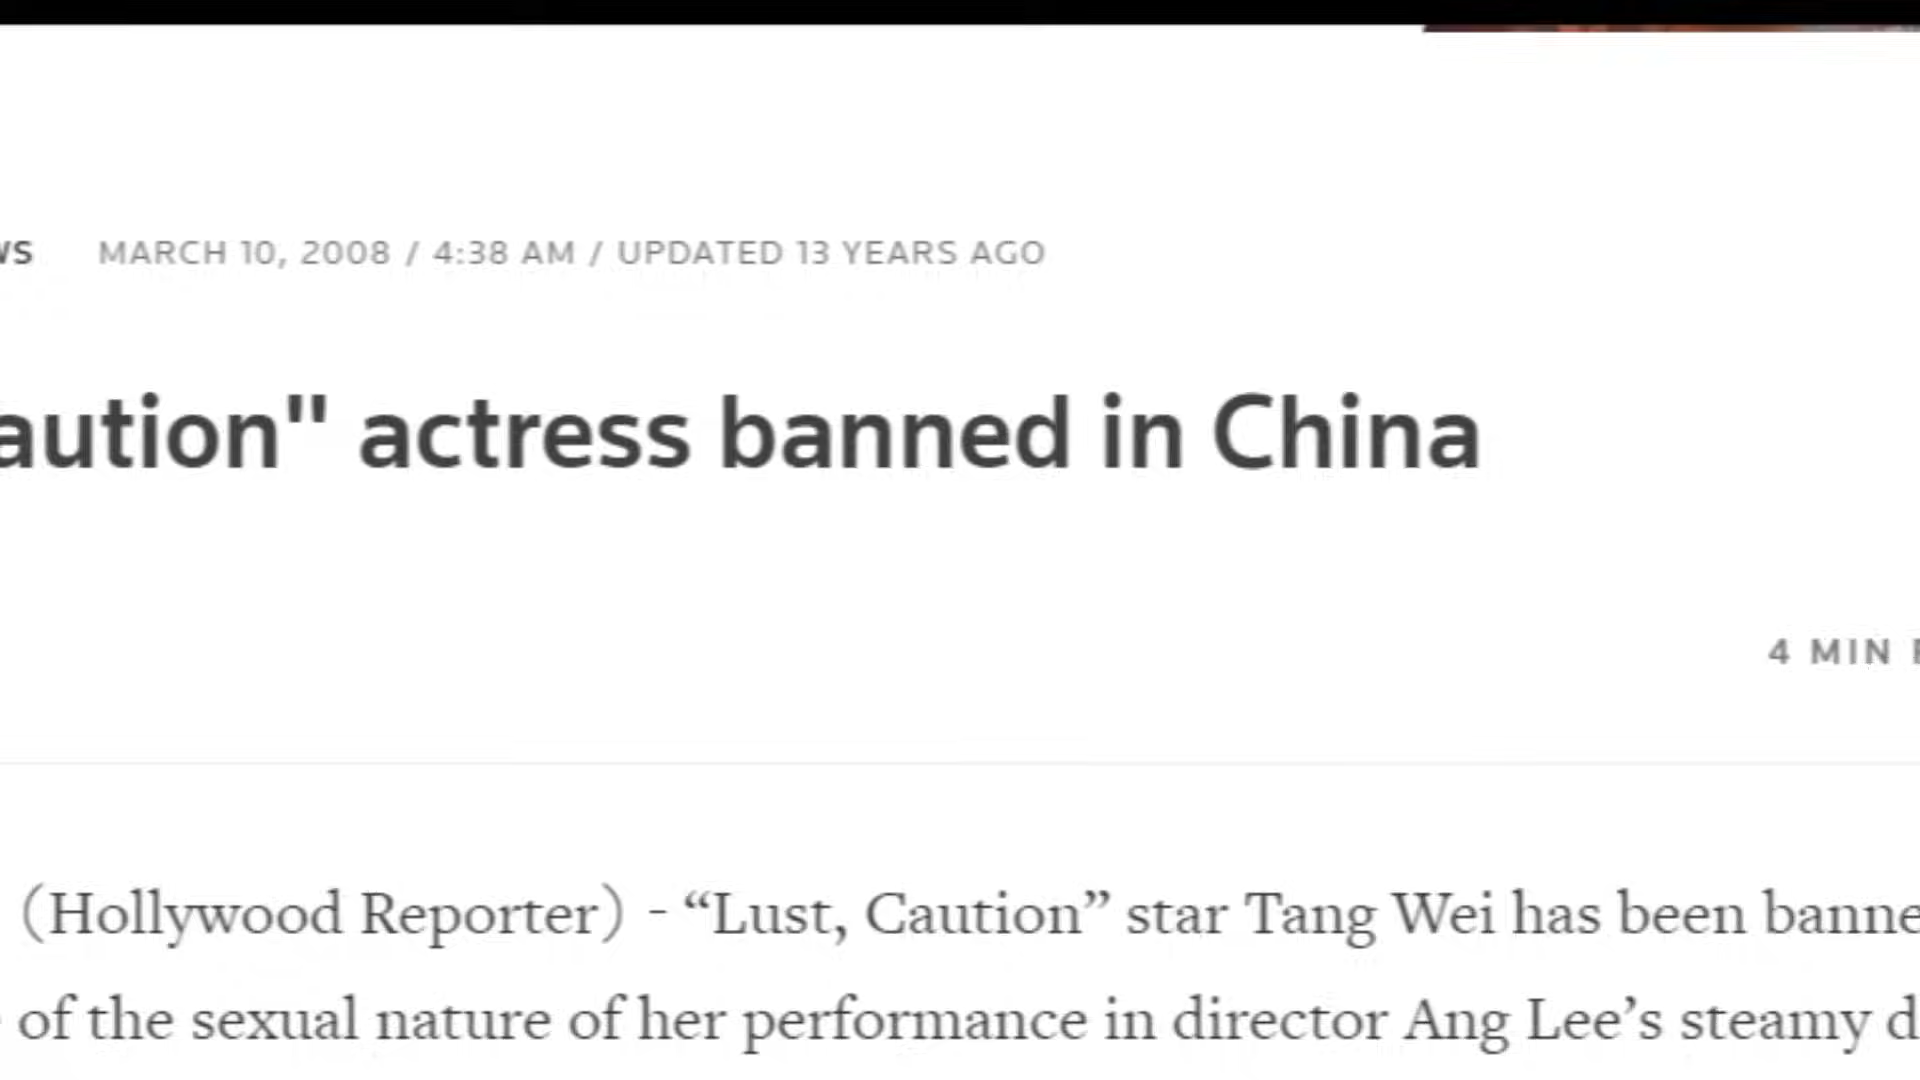 WS MARCH 10, 2008 / 4:38 AM / UPDATED 13 YEARS AGO
aution" actress banned in China
4 MIN
(Hollywood Reporter) - “Lust, Caution” star Tang Wei has been banne
of the sexual nature of her performance in director Ang Lee’s steamy d